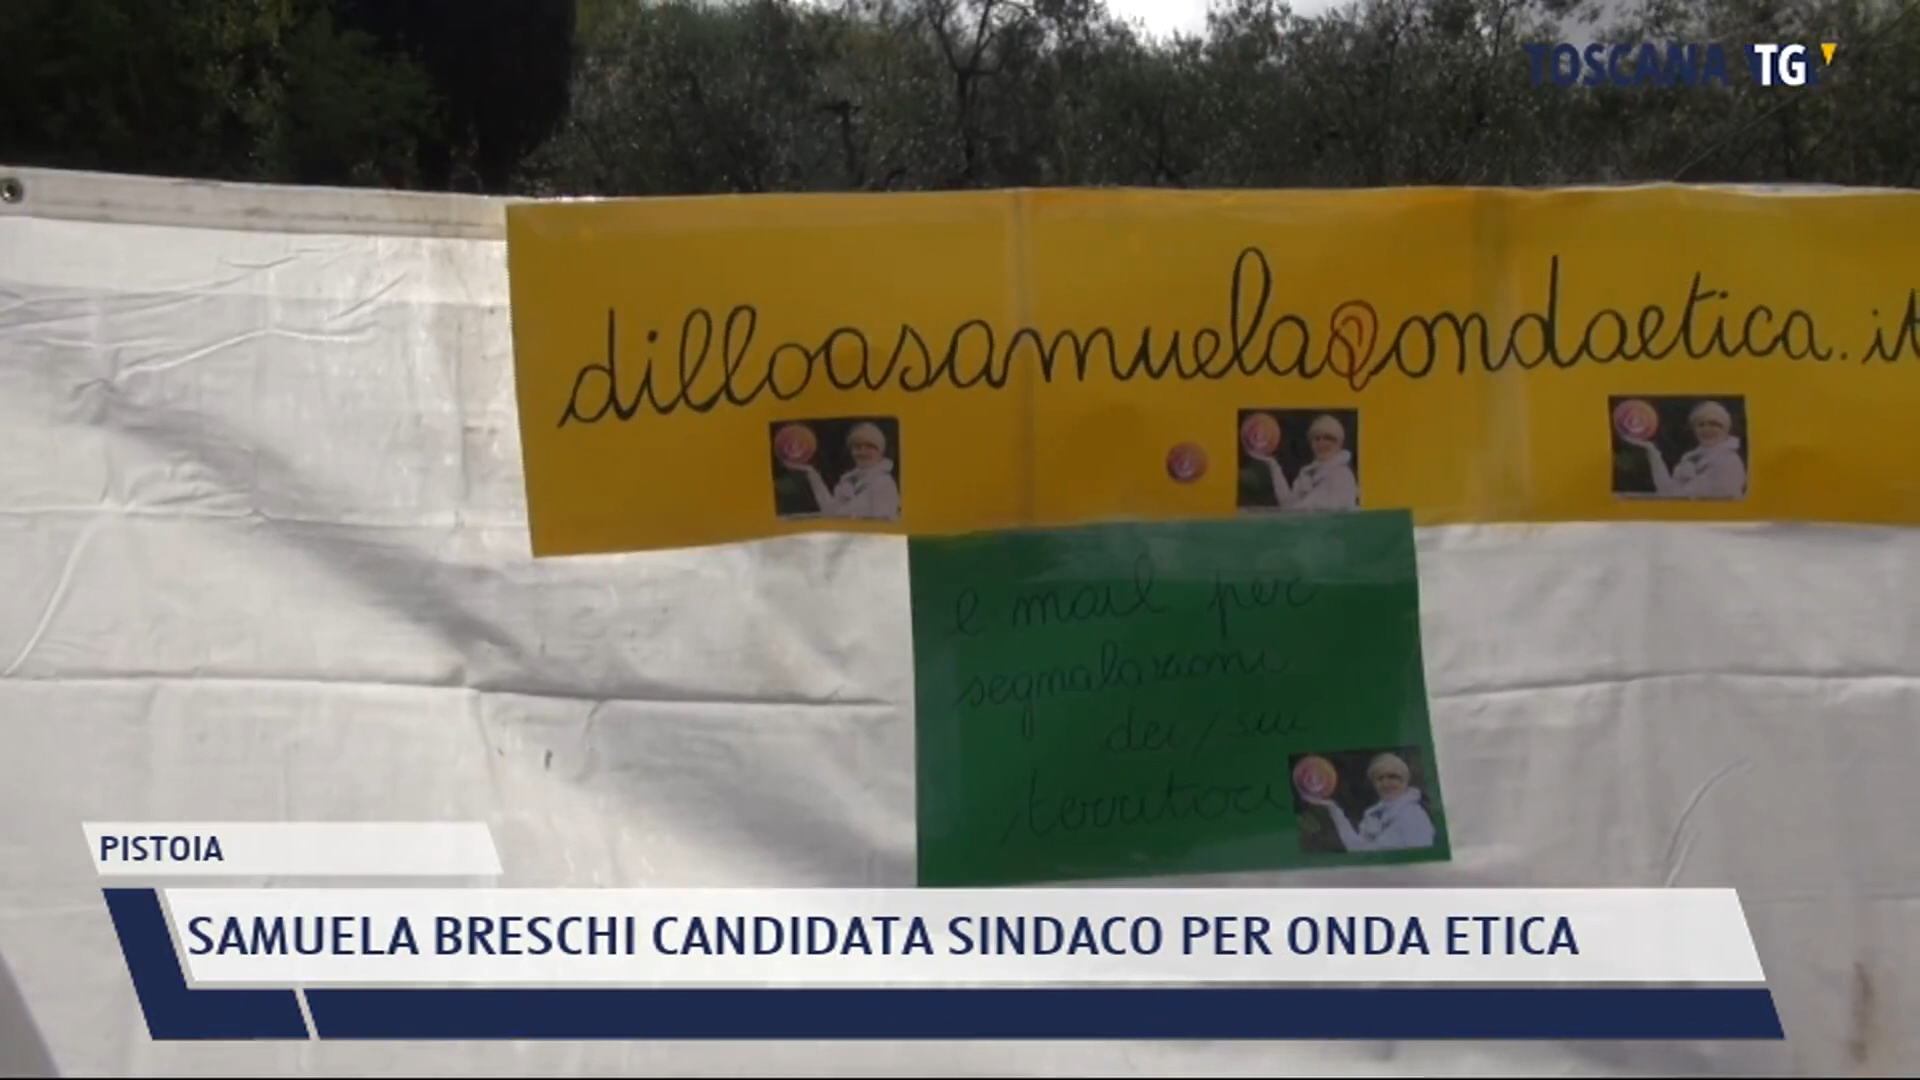 TOSCANA TG
dilloasamuela@ondaetica.it
e mail per
segnalazioni
dei/sui
territori
PISTOIA
SAMUELA BRESCHI CANDIDATA SINDACO PER ONDA ETICA